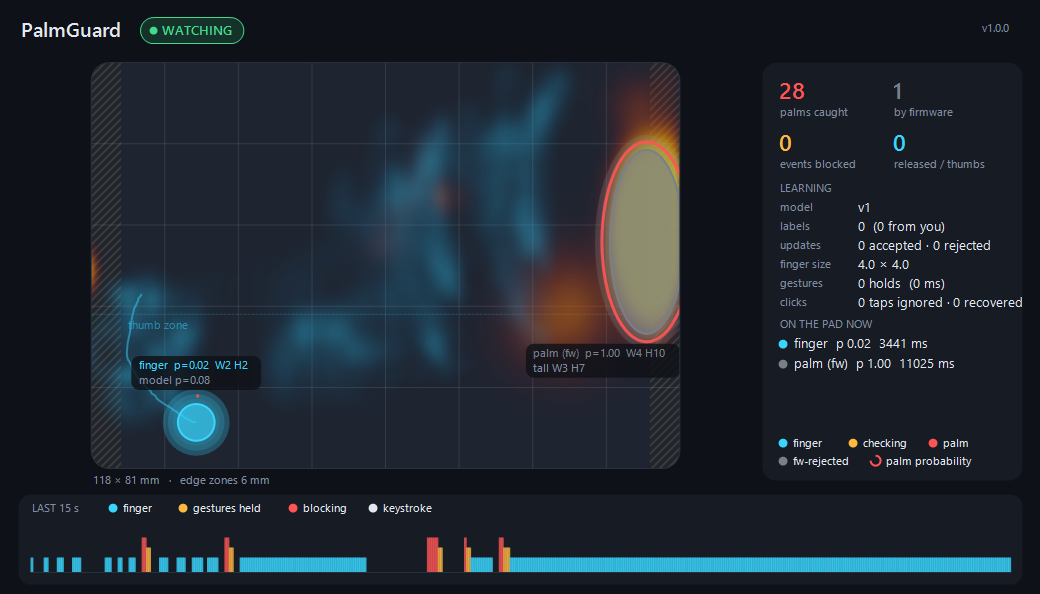 PalmGuard
WATCHING
v1.0.0
28
1
palms caught
by firmware
0
0
events blocked
released / thumbs
LEARNING
model v1
labels 0 (0 from you)
updates 0 accepted · 0 rejected
finger size 4.0 × 4.0
gestures 0 holds (0 ms)
clicks 0 taps ignored · 0 recovered
ON THE PAD NOW
finger p 0.02 3441 ms
palm (fw) p 1.00 11025 ms
finger checking palm
fw-rejected palm probability
thumb zone
finger p=0.02 W2 H2
model p=0.08
palm (fw) p=1.00 W4 H10
tall W3 H7
118 × 81 mm · edge zones 6 mm
LAST 15 s finger gestures held blocking keystroke